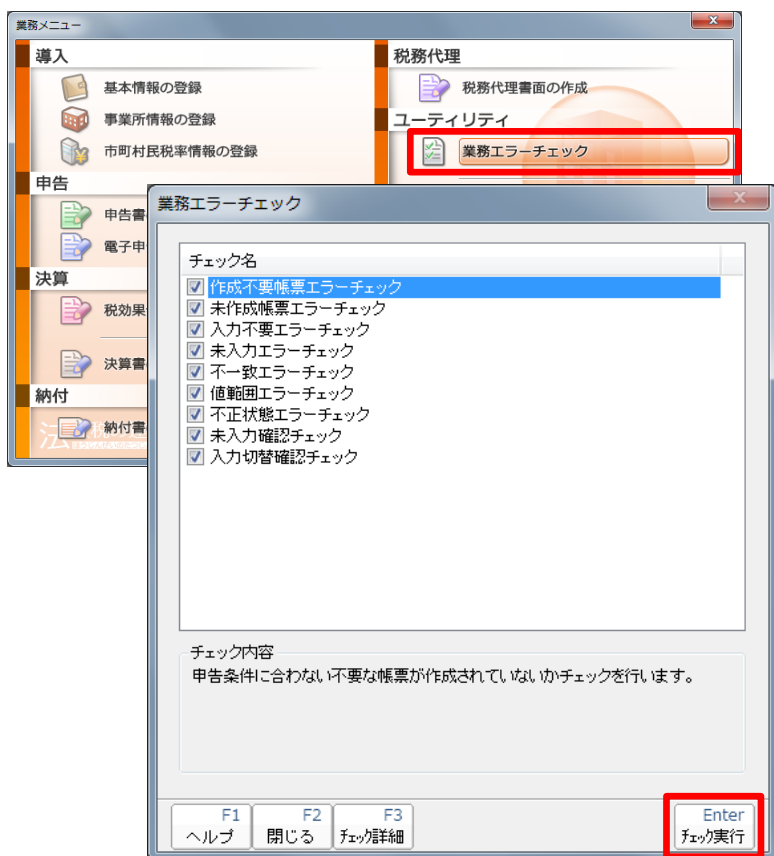 業務メニュー
x
導入
基本情報の登録
事業所情報の登録
市町村民税率情報の登録
申告
申告書
電子申
決算
税効果
決算書
納付
納付書
税務代理
税務代理書面の作成
ユーティリティ
業務エラーチェック
業務エラーチェック
x
チェック名
作成不要帳票エラーチェック
未作成帳票エラーチェック
入力不要エラーチェック
未入力エラーチェック
不一致エラーチェック
値範囲エラーチェック
不正状態エラーチェック
未入力確認チェック
入力切替確認チェック
チェック内容
申告条件に合わない不要な帳票が作成されていないかチェックを行います。
F1
ヘルプ
F2
閉じる
F3
チェック詳細
Enter
チェック実行